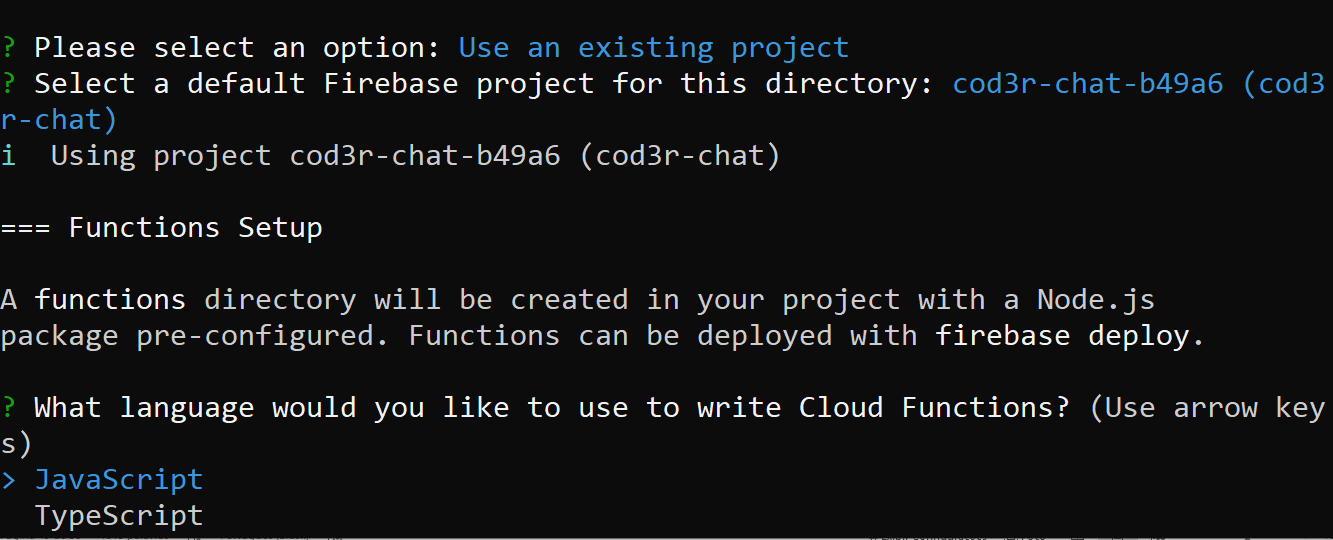 ? Please select an option: Use an existing project
? Select a default Firebase project for this directory: cod3r-chat-b49a6 (cod3
r-chat)
i  Using project cod3r-chat-b49a6 (cod3r-chat)
=== Functions Setup
A functions directory will be created in your project with a Node.js
package pre-configured. Functions can be deployed with firebase deploy.
? What language would you like to use to write Cloud Functions? (Use arrow key
s)
> JavaScript
  TypeScript